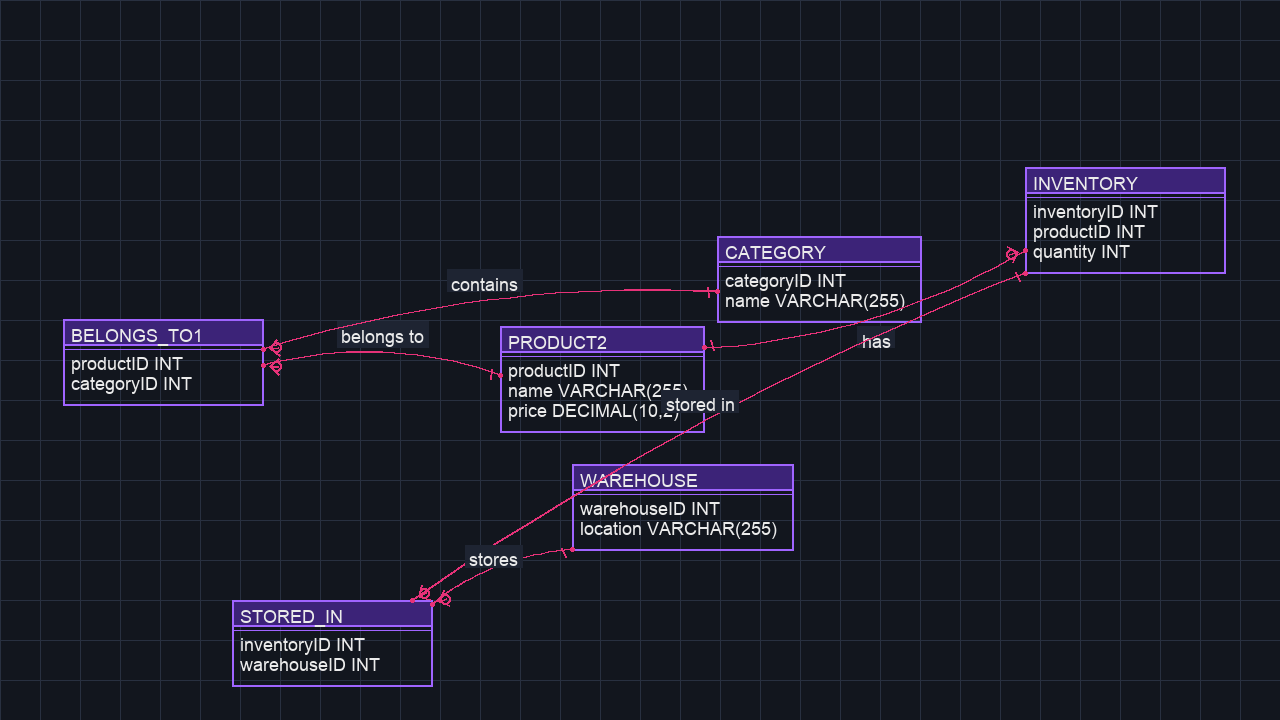 INVENTORY
inventoryID INT
productID INT
quantity INT
CATEGORY
categoryID INT
name VARCHAR(255)
contains
BELONGS_TO1
productID INT
categoryID INT
belongs to
PRODUCT2
productID INT
name VARCHAR(255)
price DECIMAL(10,2)
has
stored in
WAREHOUSE
warehouseID INT
location VARCHAR(255)
stores
STORED_IN
inventoryID INT
warehouseID INT